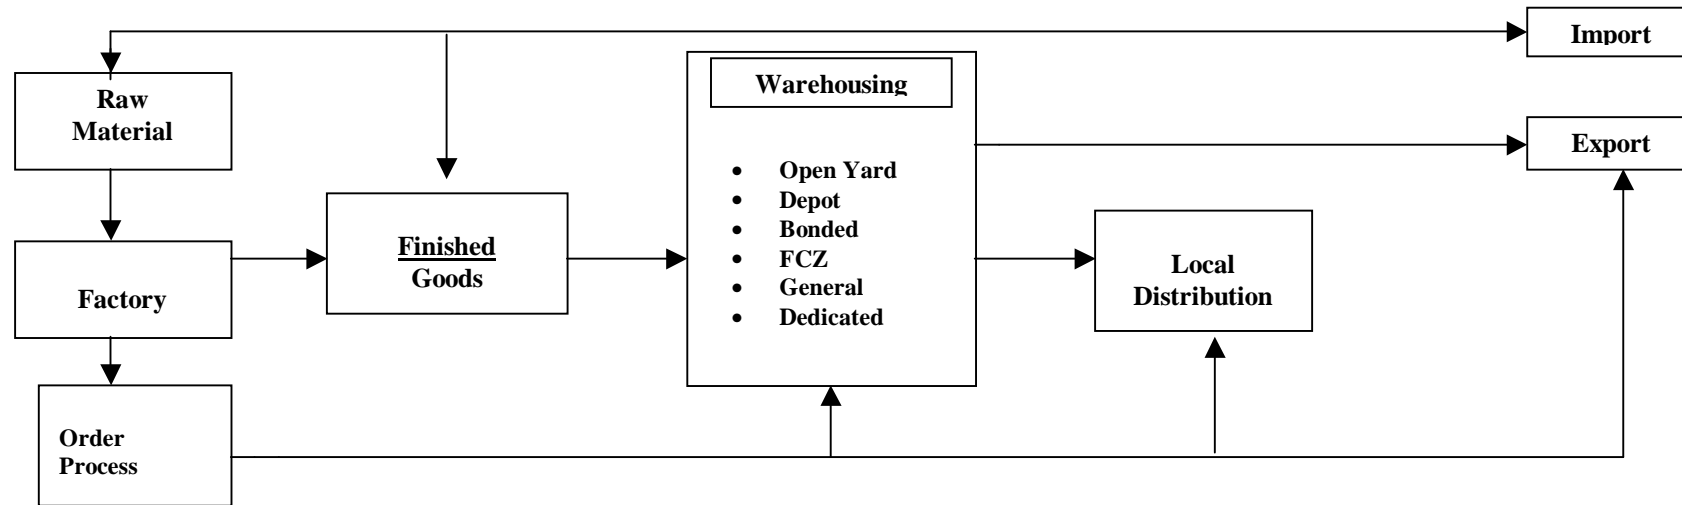 Import
Warehousing
Raw
Material
Export
• Open Yard
• Depot
• Bonded
• FCZ
• General
• Dedicated
Finished
Goods
Local
Distribution
Factory
Order
Process